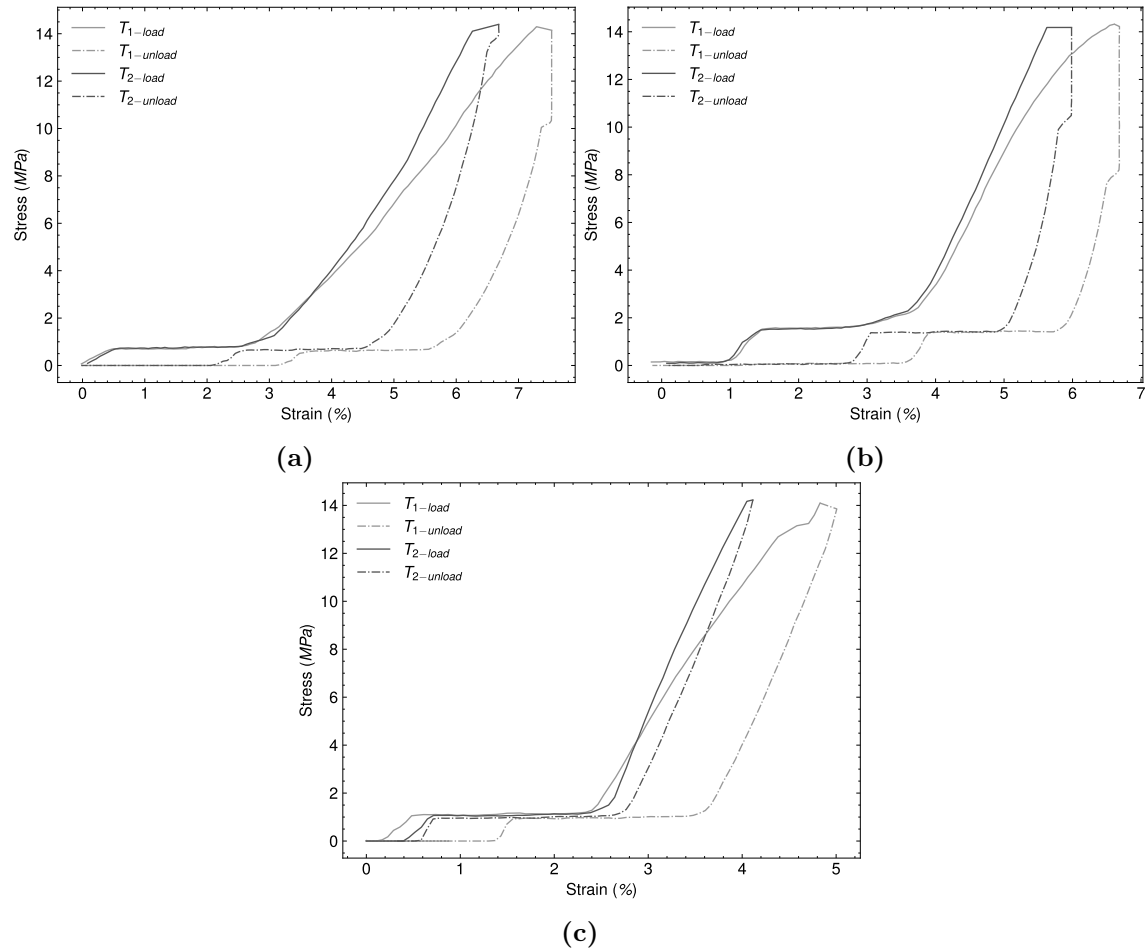 T1−load
T1−unload
T2−load
T2−unload
Stress (MPa)
14
12
10
8
6
4
2
0
0 1 2 3 4 5 6 7
Strain (%)
(a)
T1−load
T1−unload
T2−load
T2−unload
Stress (MPa)
14
12
10
8
6
4
2
0
0 1 2 3 4 5 6 7
Strain (%)
(b)
T1−load
T1−unload
T2−load
T2−unload
Stress (MPa)
14
12
10
8
6
4
2
0
0 1 2 3 4 5
Strain (%)
(c)